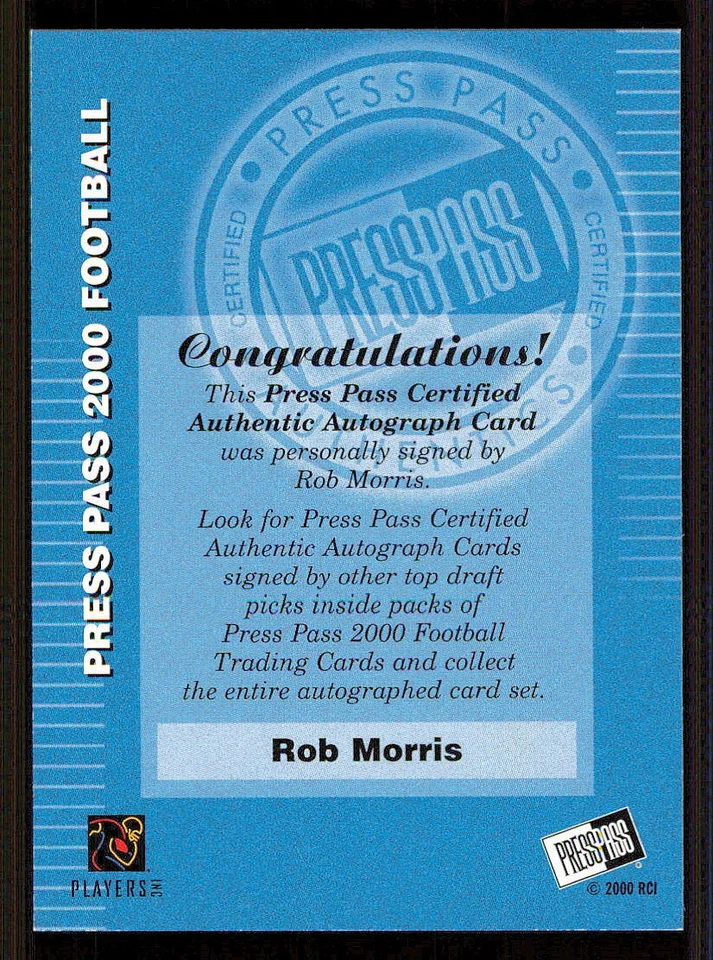 PRESS PASS 2000 FOOTBALL
PRESS PASS
CERTIFIED
CERTIFIED
PRESS PASS
AUTHENTICS
Congratulations!
This Press Pass Certified
Authentic Autograph Card
was personally signed by
Rob Morris.
Look for Press Pass Certified
Authentic Autograph Cards
signed by other top draft
picks inside packs of
Press Pass 2000 Football
Trading Cards and collect
the entire autographed card set.
Rob Morris
PLAYERS INC
PRESS PASS
© 2000 RCI